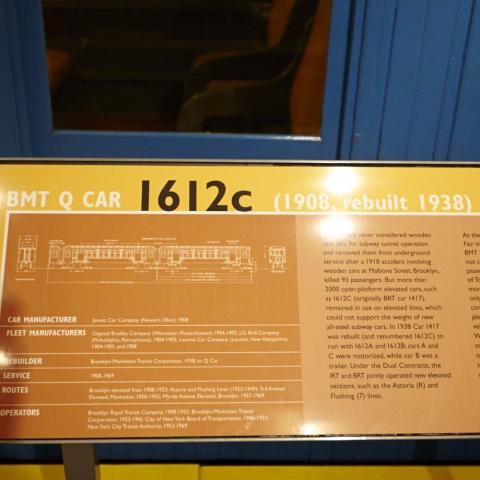 BMT Q CAR 1612c (1908, rebuilt 1938)
CAR MANUFACTURER Jewett Car Company (Newark, Ohio), 1908
FLEET MANUFACTURERS Osgood Bradley Company (Worcester, Massachusetts), 1904-1905; J.G. Brill Company
(Philadelphia, Pennsylvania), 1904-1905; Laconia Car Company (Laconia, New Hampshire),
1904-1905, and 1908
REBUILDER Brooklyn-Manhattan Transit Corporation, 1938, to Q Car
SERVICE 1908-1969
ROUTES Brooklyn elevated lines 1908-1923; Astoria and Flushing Lines (1923-1949); 3rd Avenue
Elevated, Manhattan, 1950-1955; Myrtle Avenue Elevated, Brooklyn, 1957-1969
OPERATORS Brooklyn Rapid Transit Company, 1908-1923; Brooklyn-Manhattan Transit
Corporation, 1923-1940; City of New York Board of Transportation, 1940-1953;
New York City Transit Authority, 1953-1969
never considered wooden
cars safe for subway tunnel operation
and removed them from underground
service after a 1918 accident involving
wooden cars at Malbone Street, Brooklyn,
killed 93 passengers. But more than
2000 open-platform elevated cars, such
as 1612C (originally BRT car 1417),
remained in use on elevated lines, which
could not support the weight of new
all-steel subway cars. In 1938 Car 1417
was rebuilt (and renumbered 1612C) to
run with 1612A and 1612B. cars A and
C were motorized, while car B was a
trailer. Under the Dual Contracts, the
IRT and BRT jointly operated new elevated
sections, such as the Astoria (R) and
Flushing (7) lines.
As the
Fair in
BMT
not c